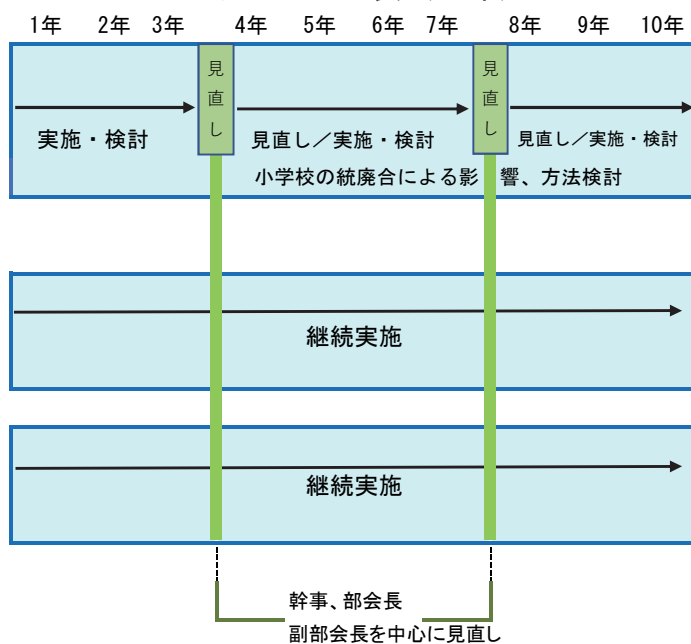 1年 2年 3年 4年 5年 6年 7年 8年 9年 10年
見直し
見直し
実施・検討
見直し／実施・検討
見直し／実施・検討
小学校の統廃合による影響、方法検討
継続実施
継続実施
幹事、部会長
副部会長を中心に見直し